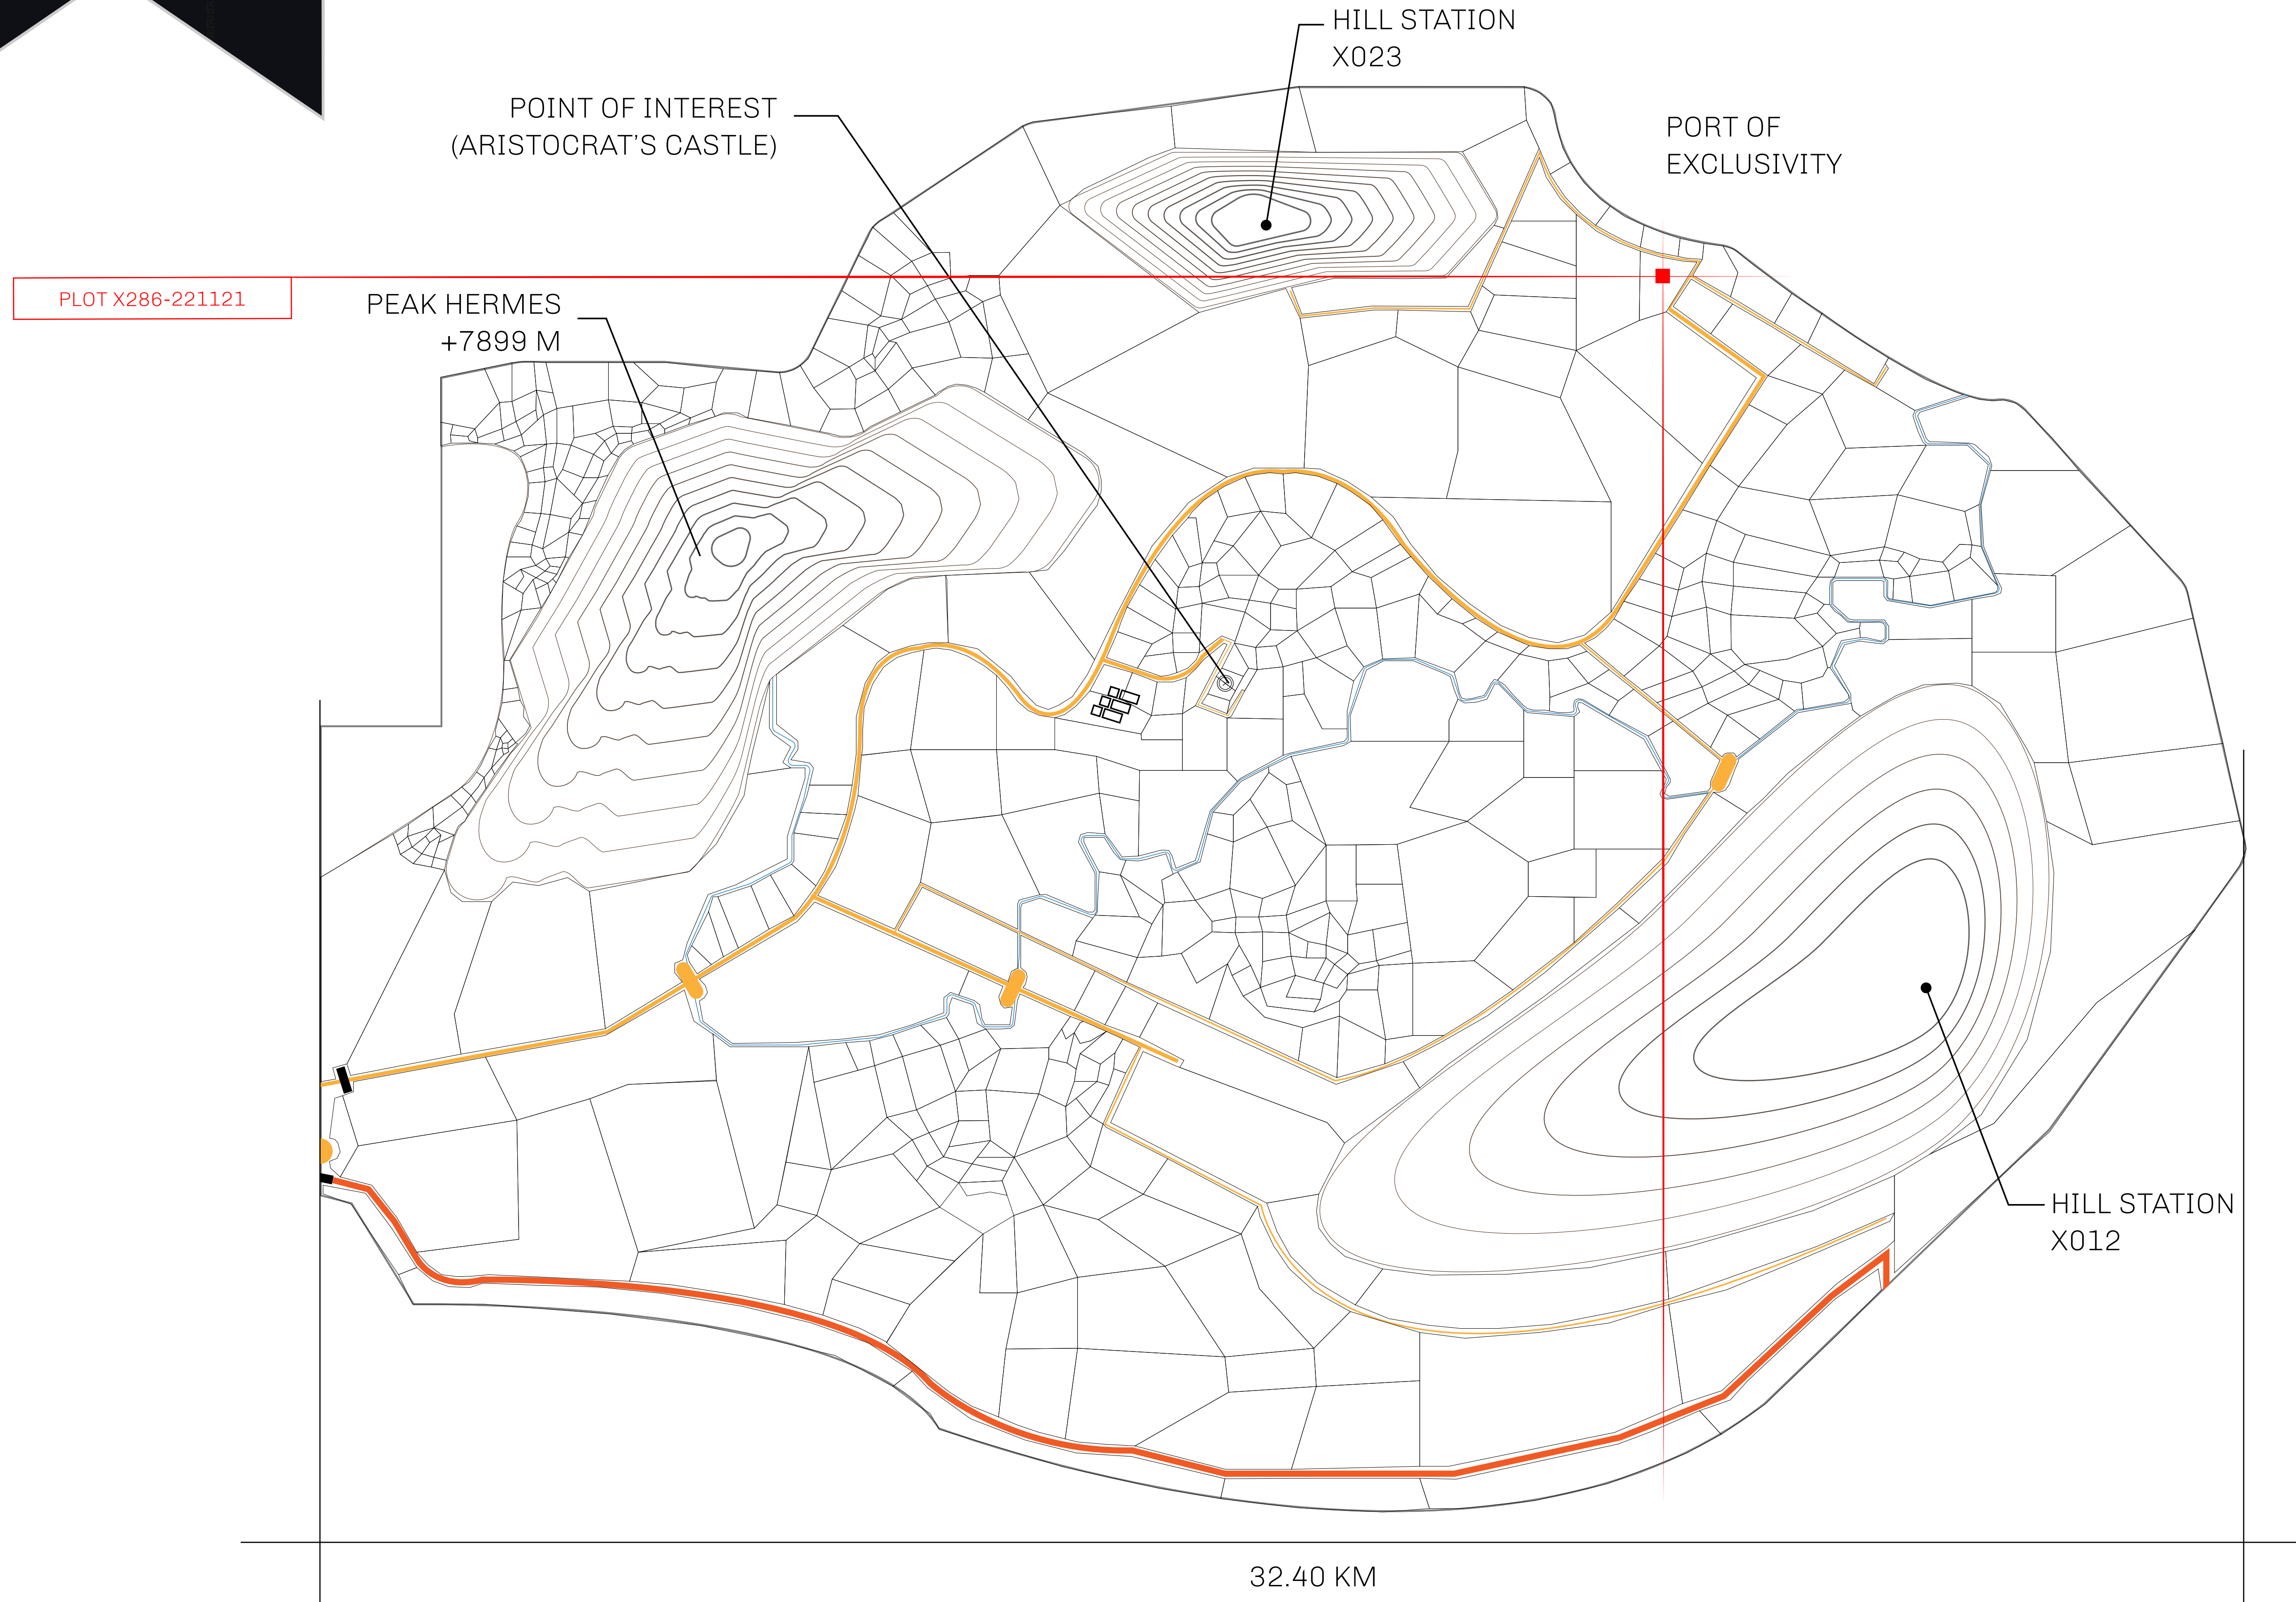 HILL STATION
X023
POINT OF INTEREST
(ARISTOCRAT'S CASTLE)
PORT OF
EXCLUSIVITY
PLOT X286-221121
PEAK HERMES
+7899 M
HILL STATION
X012
32.40 KM